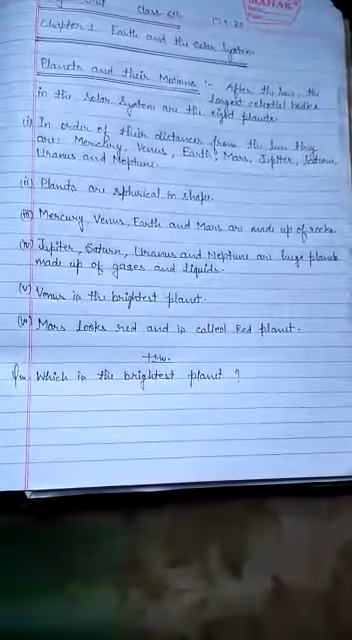 Class 6th
MAHAK
Chapter 1 Earth and the Solar System
Planets and their Motions :- After the Sun, the
largest celestial bodies
in the Solar System are the eight planets.
(i) In order of their distances from the Sun they
are: Mercury, Venus, Earth, Mars, Jupiter, Saturn,
Uranus and Neptune.
(ii) Planets are spherical in shape.
(iii) Mercury, Venus, Earth and Mars are made up of rocks.
(iv) Jupiter, Saturn, Uranus and Neptune are huge planets
made up of gases and liquids.
(v) Venus is the brightest planet.
(vi) Mars looks red and is called Red planet.
H.W.
Which is the brightest planet ?